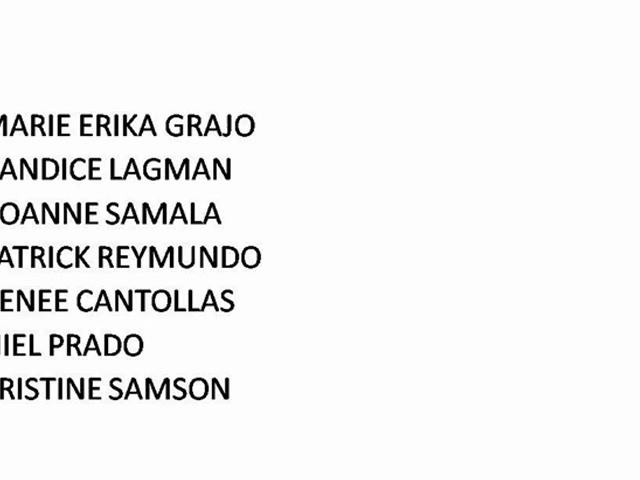 MARIE ERIKA GRAJO
ANDICE LAGMAN
OANNE SAMALA
ATRICK REYMUNDO
ENEE CANTOLLAS
IEL PRADO
RISTINE SAMSON